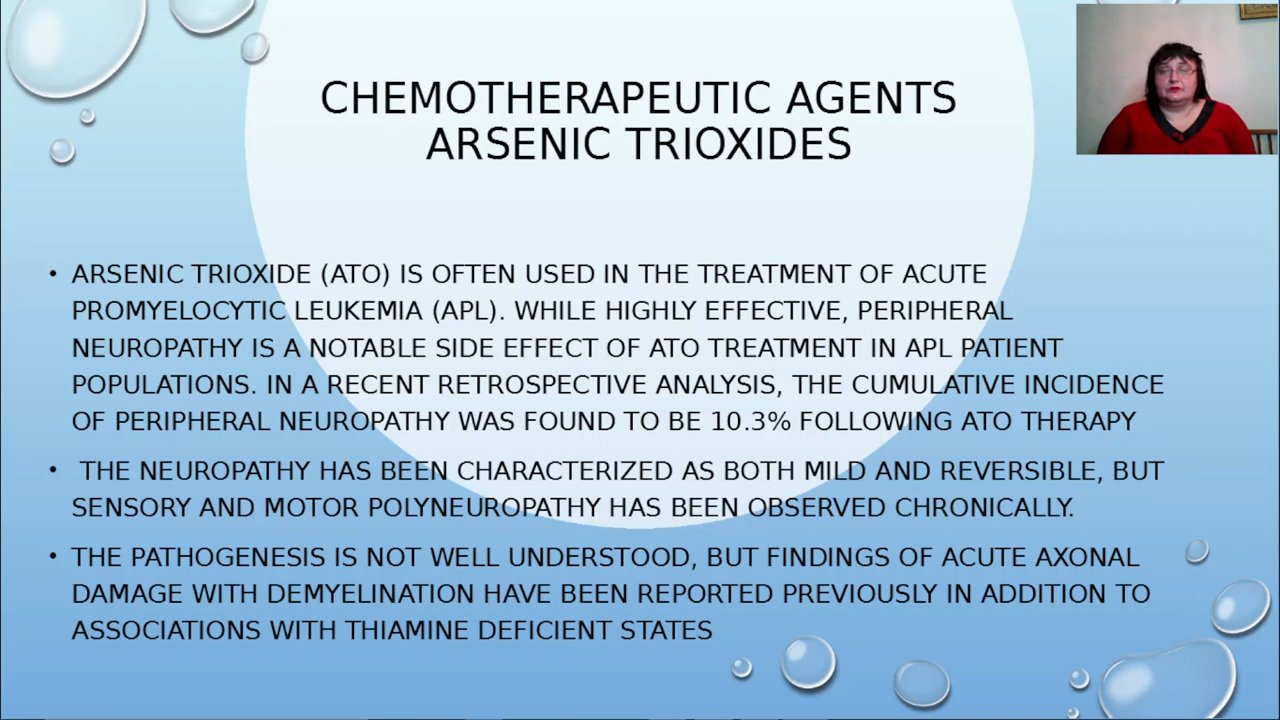 CHEMOTHERAPEUTIC AGENTS
ARSENIC TRIOXIDES
• ARSENIC TRIOXIDE (ATO) IS OFTEN USED IN THE TREATMENT OF ACUTE
PROMYELOCYTIC LEUKEMIA (APL). WHILE HIGHLY EFFECTIVE, PERIPHERAL
NEUROPATHY IS A NOTABLE SIDE EFFECT OF ATO TREATMENT IN APL PATIENT
POPULATIONS. IN A RECENT RETROSPECTIVE ANALYSIS, THE CUMULATIVE INCIDENCE
OF PERIPHERAL NEUROPATHY WAS FOUND TO BE 10.3% FOLLOWING ATO THERAPY
• THE NEUROPATHY HAS BEEN CHARACTERIZED AS BOTH MILD AND REVERSIBLE, BUT
SENSORY AND MOTOR POLYNEUROPATHY HAS BEEN OBSERVED CHRONICALLY.
• THE PATHOGENESIS IS NOT WELL UNDERSTOOD, BUT FINDINGS OF ACUTE AXONAL
DAMAGE WITH DEMYELINATION HAVE BEEN REPORTED PREVIOUSLY IN ADDITION TO
ASSOCIATIONS WITH THIAMINE DEFICIENT STATES